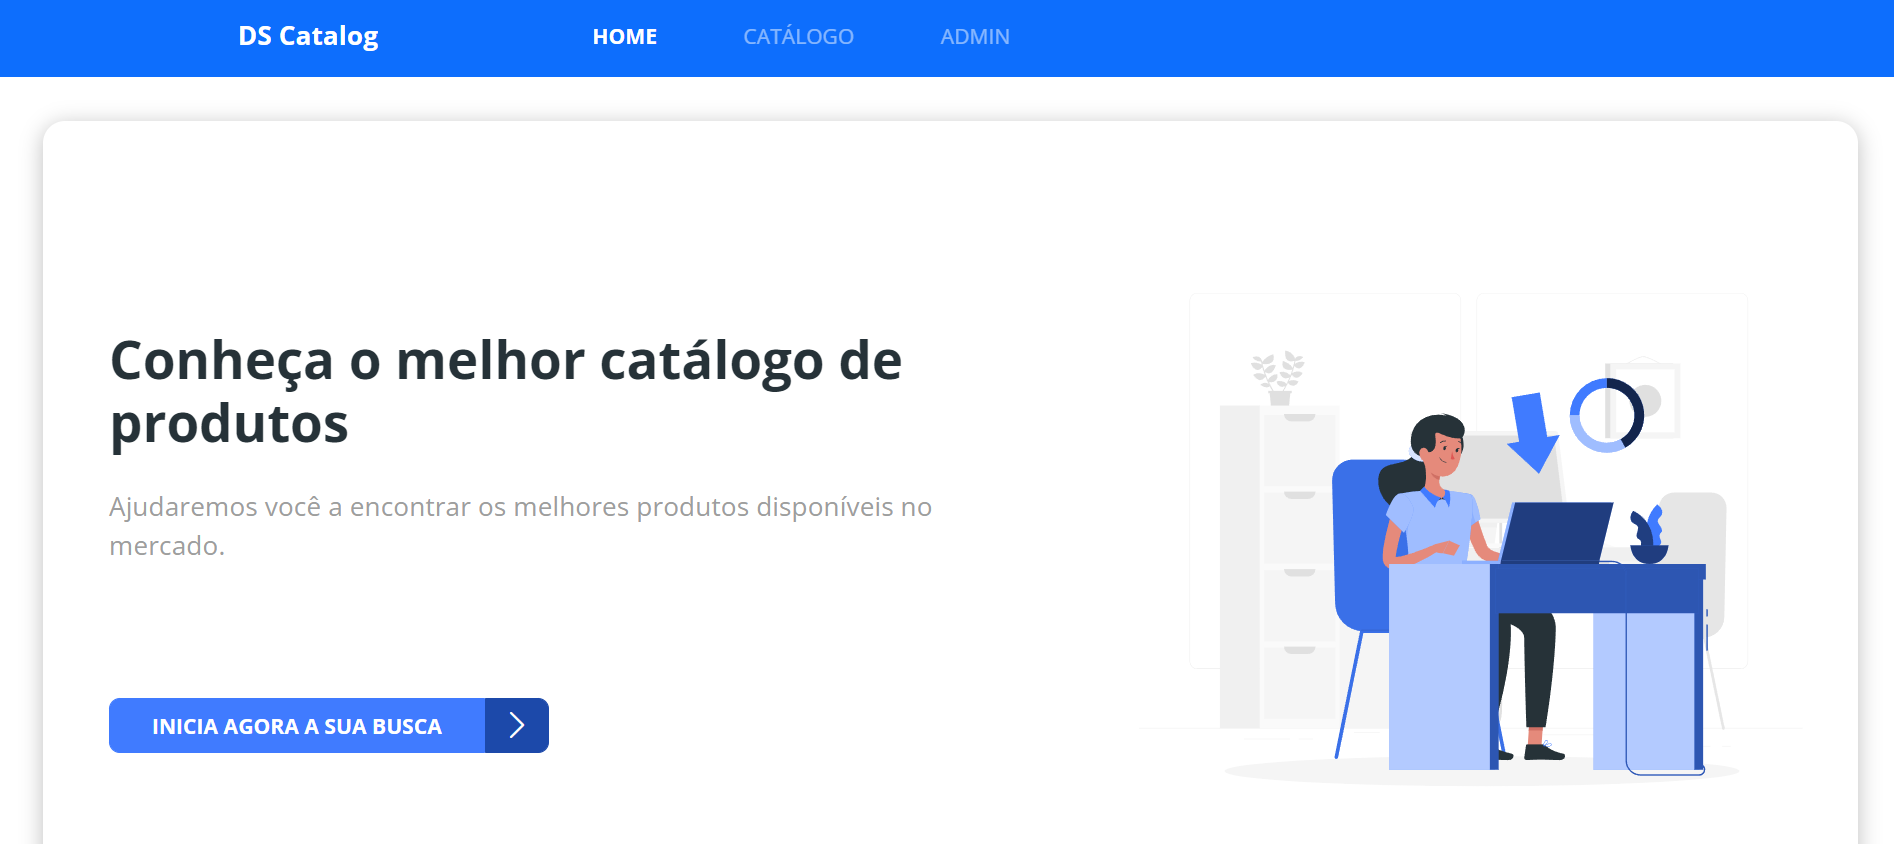 DS Catalog
HOME
CATÁLOGO
ADMIN
Conheça o melhor catálogo de
produtos
Ajudaremos você a encontrar os melhores produtos disponíveis no
mercado.
INICIA AGORA A SUA BUSCA